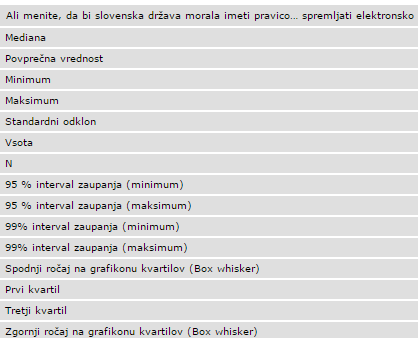 Ali menite, da bi slovenska država morala imeti pravico... spremljati elektronsko
Mediana
Povprečna vrednost
Minimum
Maksimum
Standardni odklon
Vsota
N
95 % interval zaupanja (minimum)
95 % interval zaupanja (maksimum)
99% interval zaupanja (minimum)
99% interval zaupanja (maksimum)
Spodnji ročaj na grafikonu kvartilov (Box whisker)
Prvi kvartil
Tretji kvartil
Zgornji ročaj na grafikonu kvartilov (Box whisker)